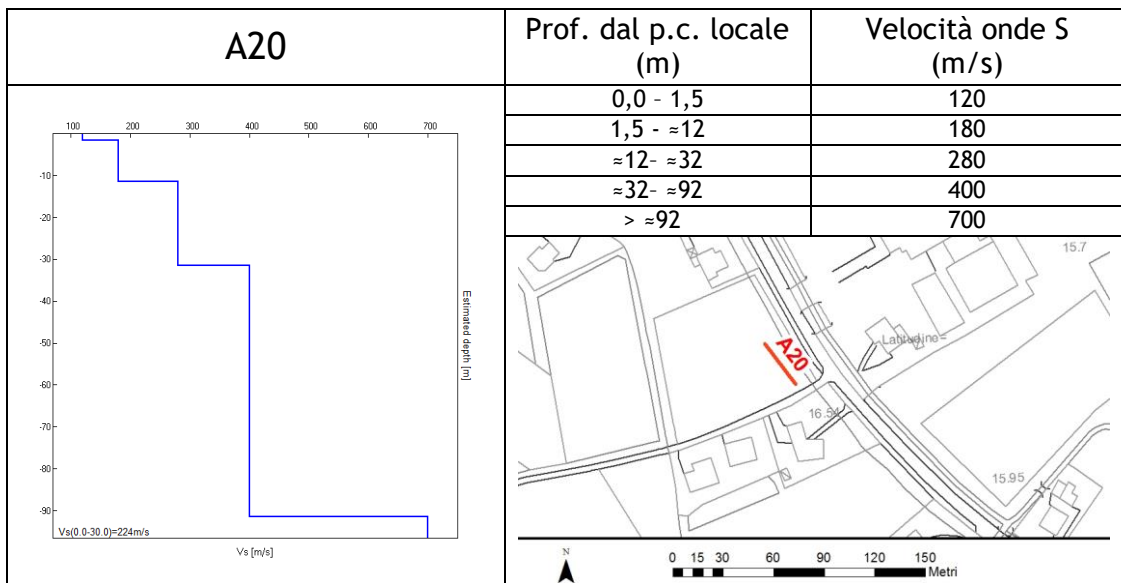 A20
Prof. dal p.c. locale
(m)
Velocità onde S
(m/s)
0,0 – 1,5 120
1,5 - ≈12 180
≈12- ≈32 280
≈32- ≈92 400
> ≈92 700
100 200 300 400 500 600 700
-10
-20
-30
-40
-50
-60
-70
-80
-90
Estimated depth [m]
Vs(0.0-30.0)=224m/s
Vs [m/s]
15.7
Latitudine=
A20
16.54
15.95
N
0 15 30 60 90 120 150
Metri